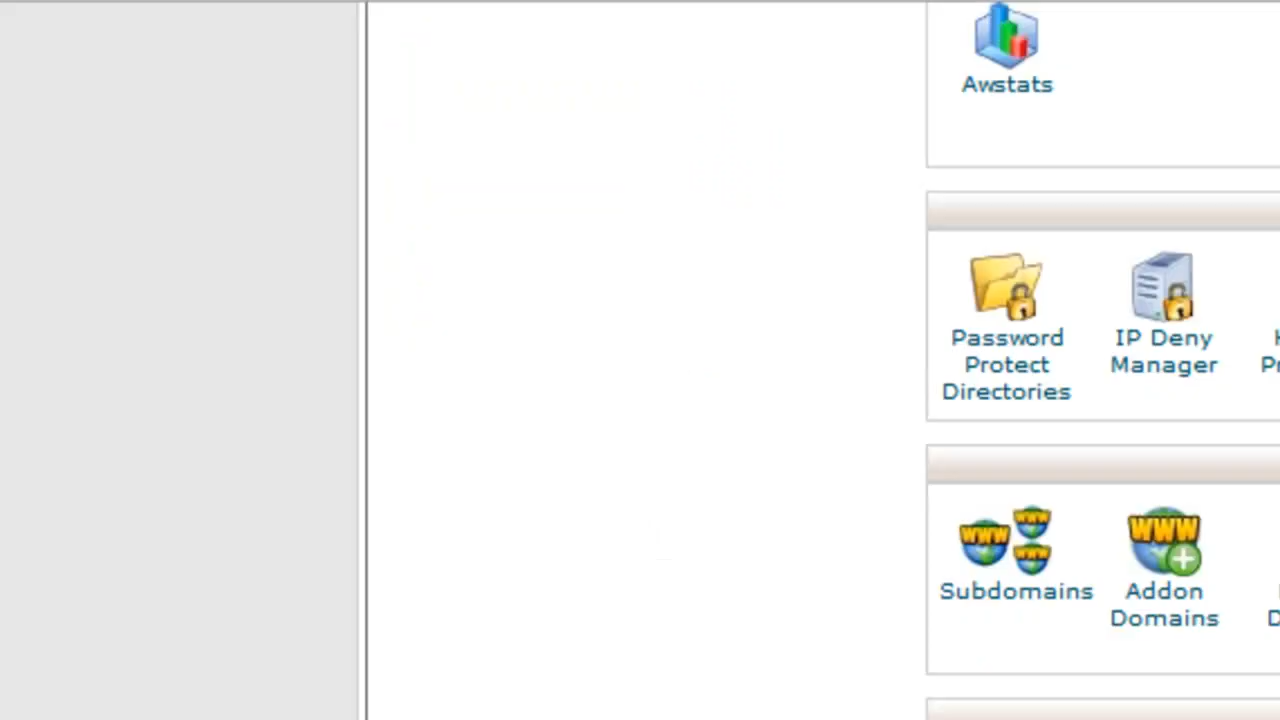 Awstats
Password
Protect
Directories
IP Deny
Manager
Subdomains
Addon
Domains